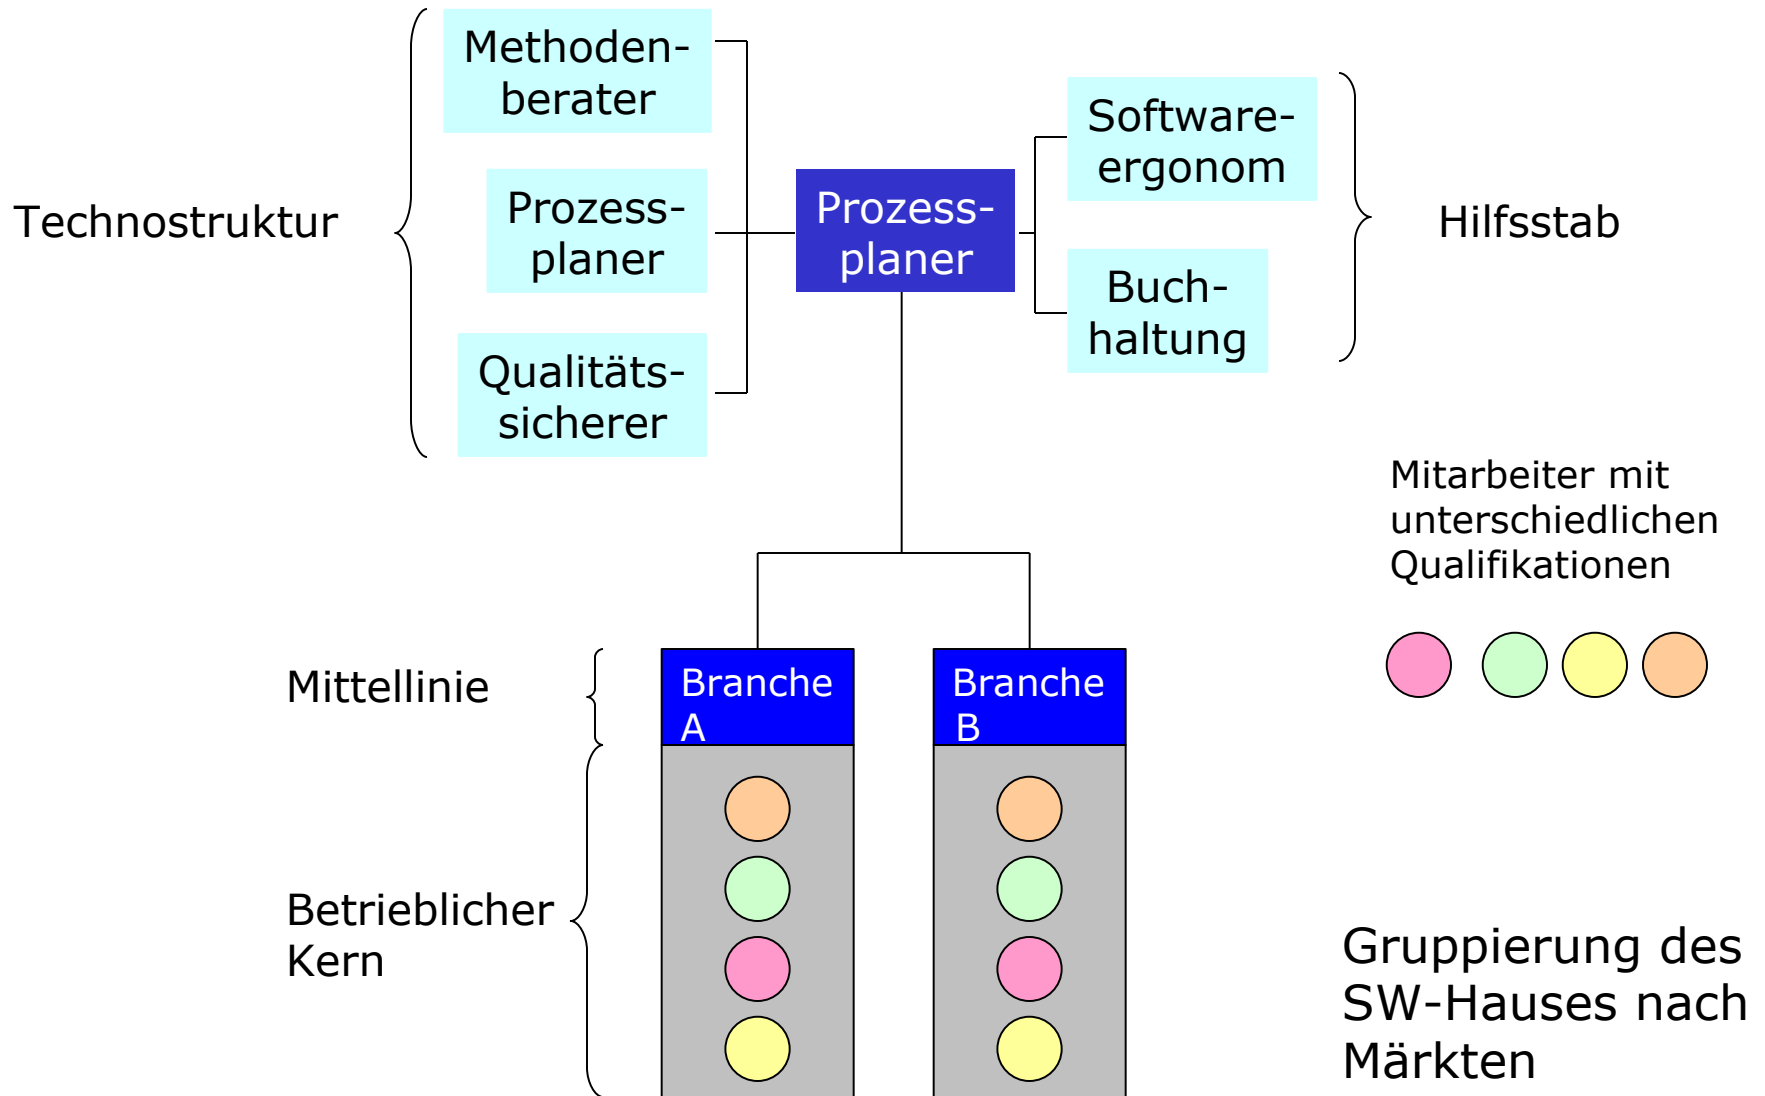 Methoden-
berater
Software-
ergonom
Technostruktur
Prozess-
planer
Prozess-
planer
Hilfsstab
Buch-
haltung
Qualitäts-
sicherer
Mitarbeiter mit
unterschiedlichen
Qualifikationen
Mittellinie
Branche
A
Branche
B
Betrieblicher
Kern
Gruppierung des
SW-Hauses nach
Märkten